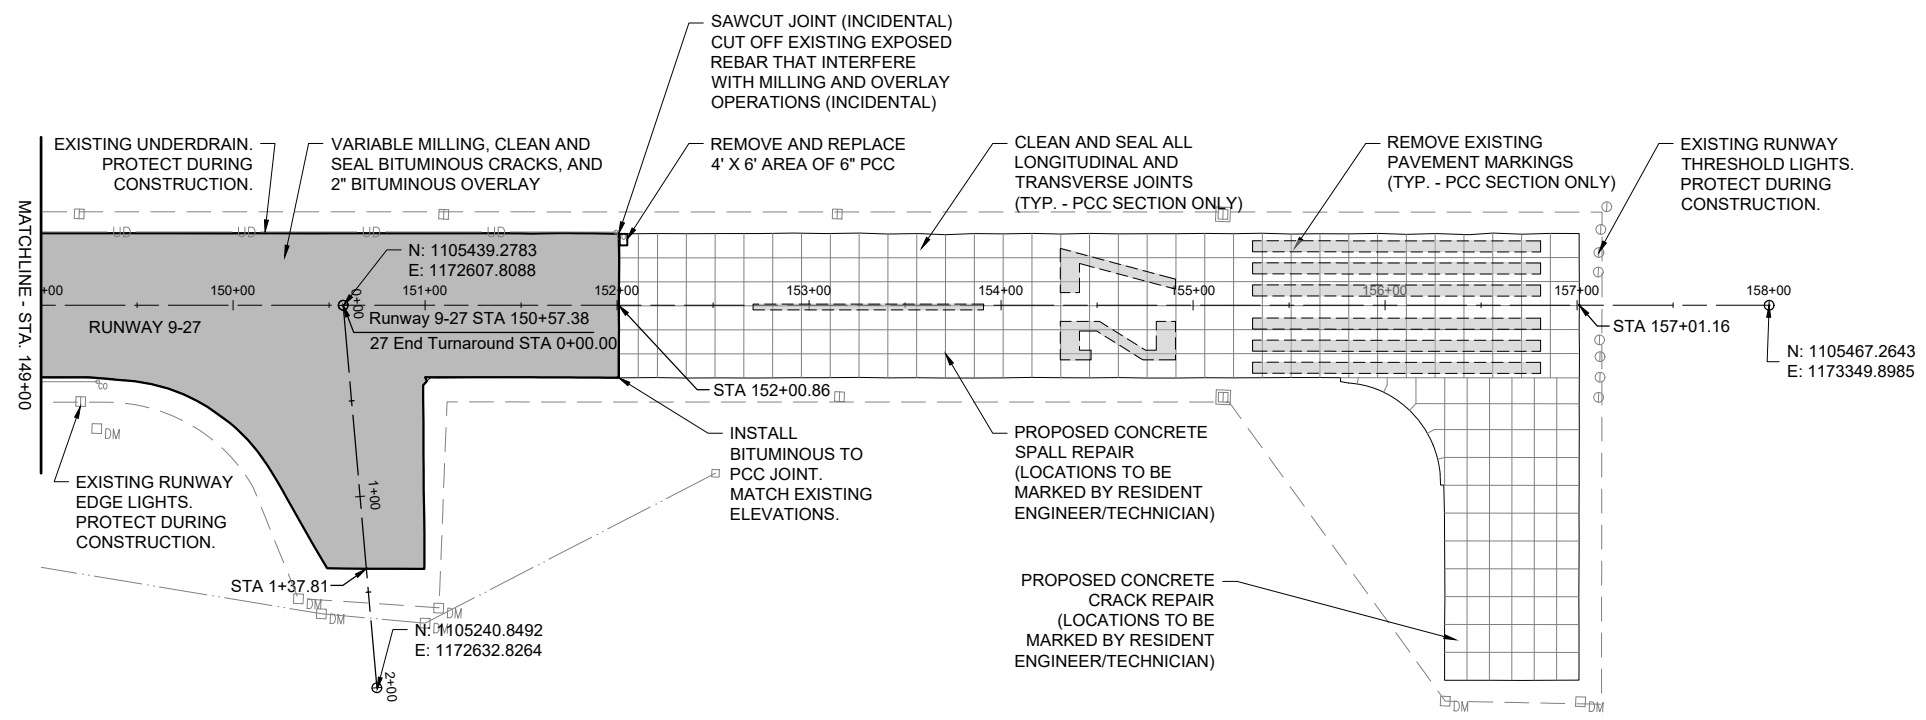 SAWCUT JOINT (INCIDENTAL)
CUT OFF EXISTING EXPOSED
REBAR THAT INTERFERE
WITH MILLING AND OVERLAY
OPERATIONS (INCIDENTAL)
EXISTING UNDERDRAIN.
PROTECT DURING
CONSTRUCTION.
VARIABLE MILLING, CLEAN AND
SEAL BITUMINOUS CRACKS, AND
2" BITUMINOUS OVERLAY
REMOVE AND REPLACE
4' X 6' AREA OF 6" PCC
CLEAN AND SEAL ALL
LONGITUDINAL AND
TRANSVERSE JOINTS
(TYP. - PCC SECTION ONLY)
REMOVE EXISTING
PAVEMENT MARKINGS
(TYP. - PCC SECTION ONLY)
EXISTING RUNWAY
THRESHOLD LIGHTS.
PROTECT DURING
CONSTRUCTION.
MATCHLINE - STA. 149+00
UD
UD
UD
UD
N: 1105439.2783
E: 1172607.8088
+00
150+00
151+00
152+00
153+00
154+00
155+00
156+00
157+00
158+00
27
0+00
RUNWAY 9-27
Runway 9-27 STA 150+57.38
27 End Turnaround STA 0+00.00
STA 157+01.16
N: 1105467.2643
E: 1173349.8985
STA 152+00.86
DM
INSTALL
BITUMINOUS TO
PCC JOINT.
MATCH EXISTING
ELEVATIONS.
PROPOSED CONCRETE
SPALL REPAIR
(LOCATIONS TO BE
MARKED BY RESIDENT
ENGINEER/TECHNICIAN)
EXISTING RUNWAY
EDGE LIGHTS.
PROTECT DURING
CONSTRUCTION.
1+00
STA 1+37.81
DM
DM
DM
DM
N: 1105240.8492
E: 1172632.8264
2+00
PROPOSED CONCRETE
CRACK REPAIR
(LOCATIONS TO BE
MARKED BY RESIDENT
ENGINEER/TECHNICIAN)
DM
DM